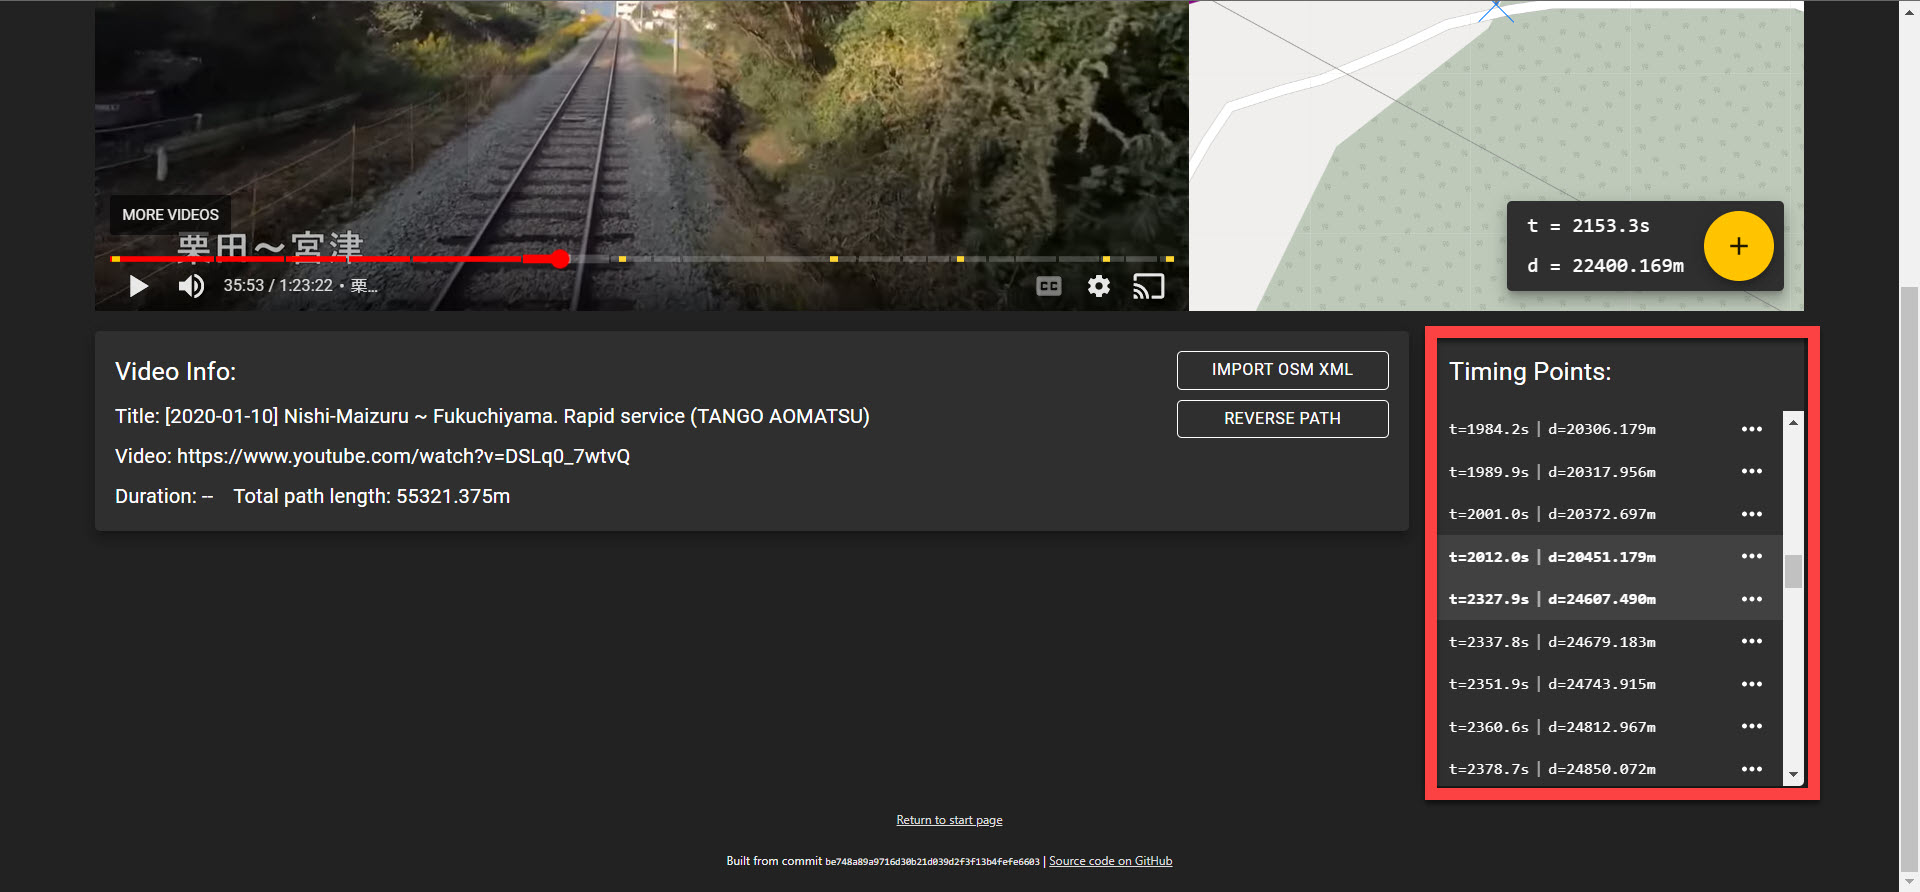 MORE VIDEOS
栗田～宮津
35:53 / 1:23:22 • 栗...
CC
t = 2153.3s
d = 22400.169m
+
Video Info:
Title: [2020-01-10] Nishi-Maizuru ~ Fukuchiyama. Rapid service (TANGO AOMATSU)
Video: https://www.youtube.com/watch?v=DSLq0_7wtvQ
Duration: -- Total path length: 55321.375m
IMPORT OSM XML
REVERSE PATH
Timing Points:
t=1984.2s | d=20306.179m
t=1989.9s | d=20317.956m
t=2001.0s | d=20372.697m
t=2012.0s | d=20451.179m
t=2327.9s | d=24607.490m
t=2337.8s | d=24679.183m
t=2351.9s | d=24743.915m
t=2360.6s | d=24812.967m
t=2378.7s | d=24850.072m
Return to start page
Built from commit be748a89a9716d30b21d039d2f3f13b4fefe6603 | Source code on GitHub